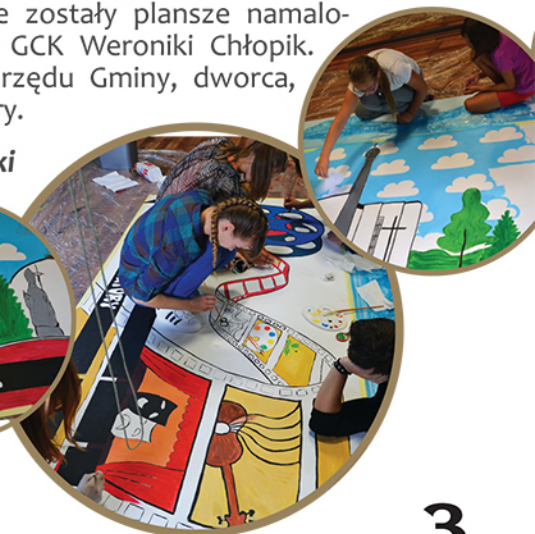 e zostały plansze namalo-
GCK Weroniki Chłopik.
rzędu Gminy, dworca,
ry.
ki
3